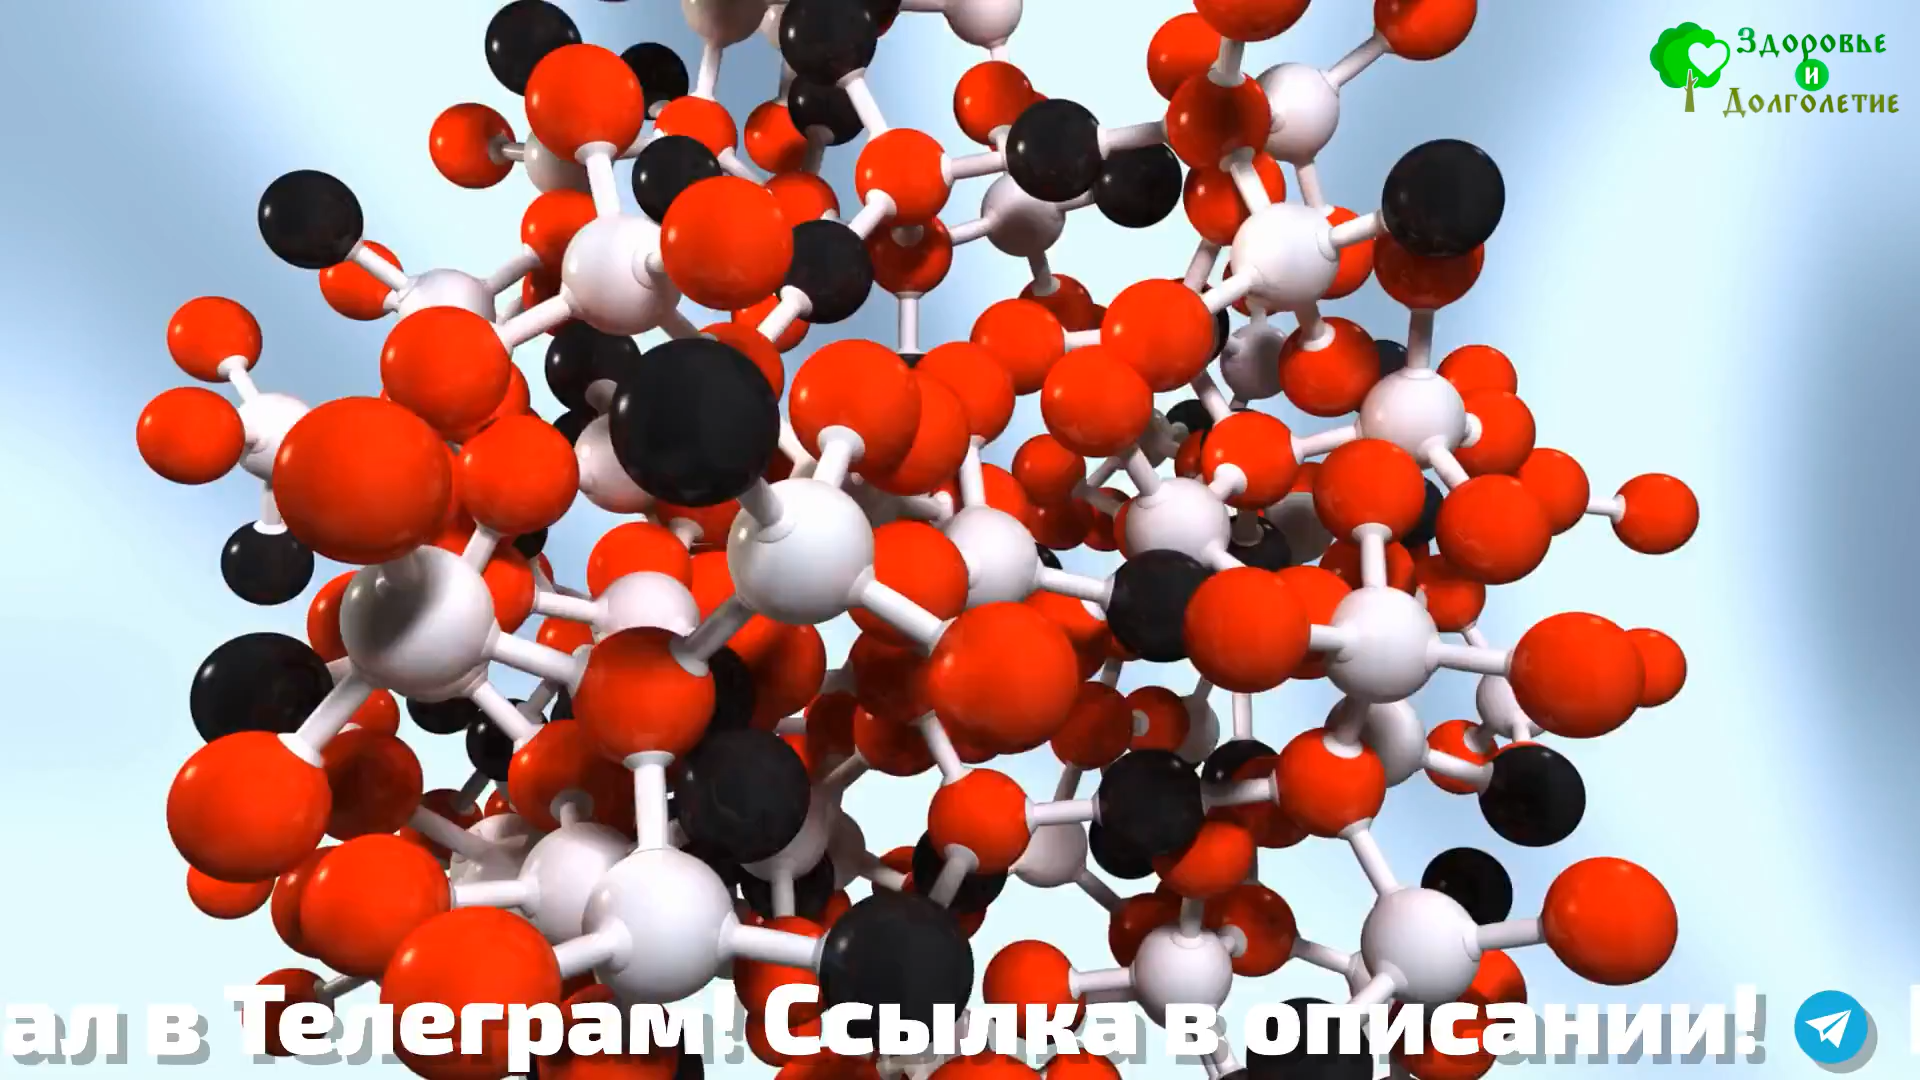 Здоровье
и
Долголетие
ал в Телеграм! Ссылка в описании!